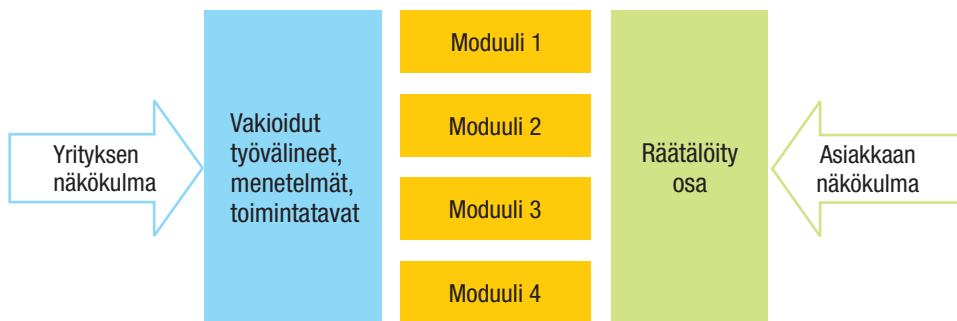 Yrityksen
näkökulma
Vakioidut
työvälineet,
menetelmät,
toimintatavat
Moduuli 1
Moduuli 2
Moduuli 3
Moduuli 4
Räätälöity
osa
Asiakkaan
näkökulma